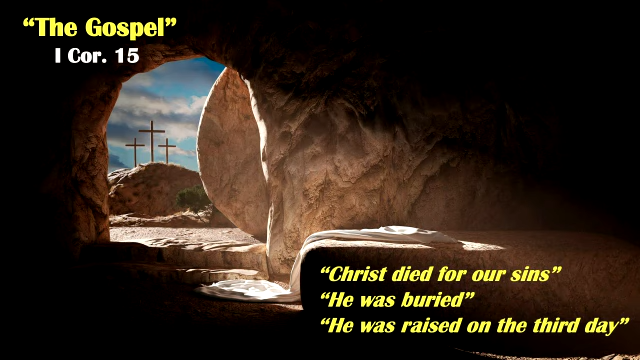 “The Gospel”
I Cor. 15
“Christ died for our sins”
“He was buried”
“He was raised on the third day”